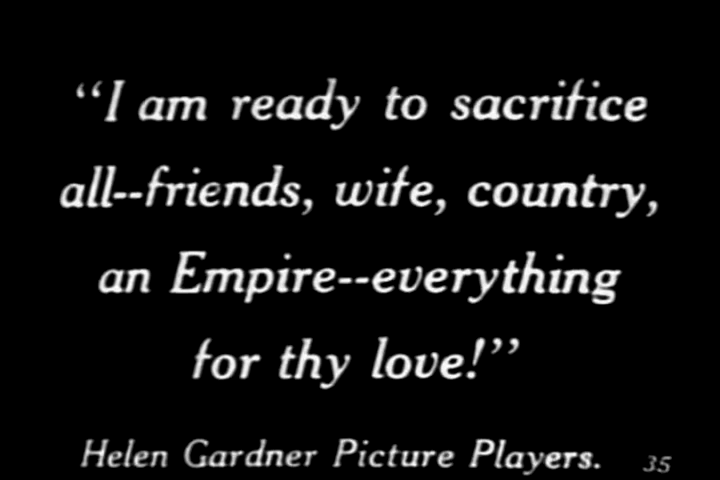 “I am ready to sacrifice
all--friends, wife, country,
an Empire--everything
for thy love!”
Helen Gardner Picture Players. 35